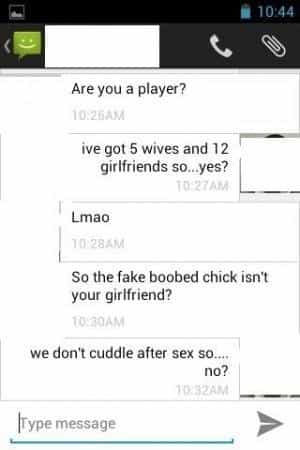 10:44
Are you a player?
10:26AM
ive got 5 wives and 12
girlfriends so...yes?
10:27AM
Lmao
10:28AM
So the fake boobed chick isn't
your girlfriend?
10:30AM
we don't cuddle after sex so....
no?
10:32AM
Type message